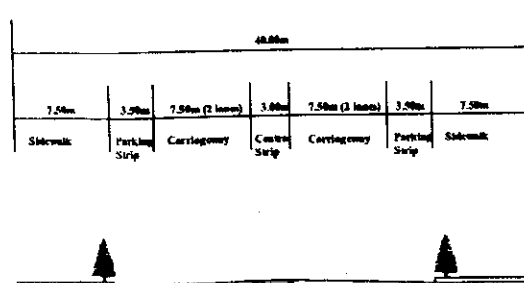 40.00m
7.50m 3.50m 7.50m (2 lanes) 3.00m 7.50m (2 lanes) 3.50m 7.50m
Sidewalk Parking Strip Carriageway Centre Strip Carriageway Parking Strip Sidewalk